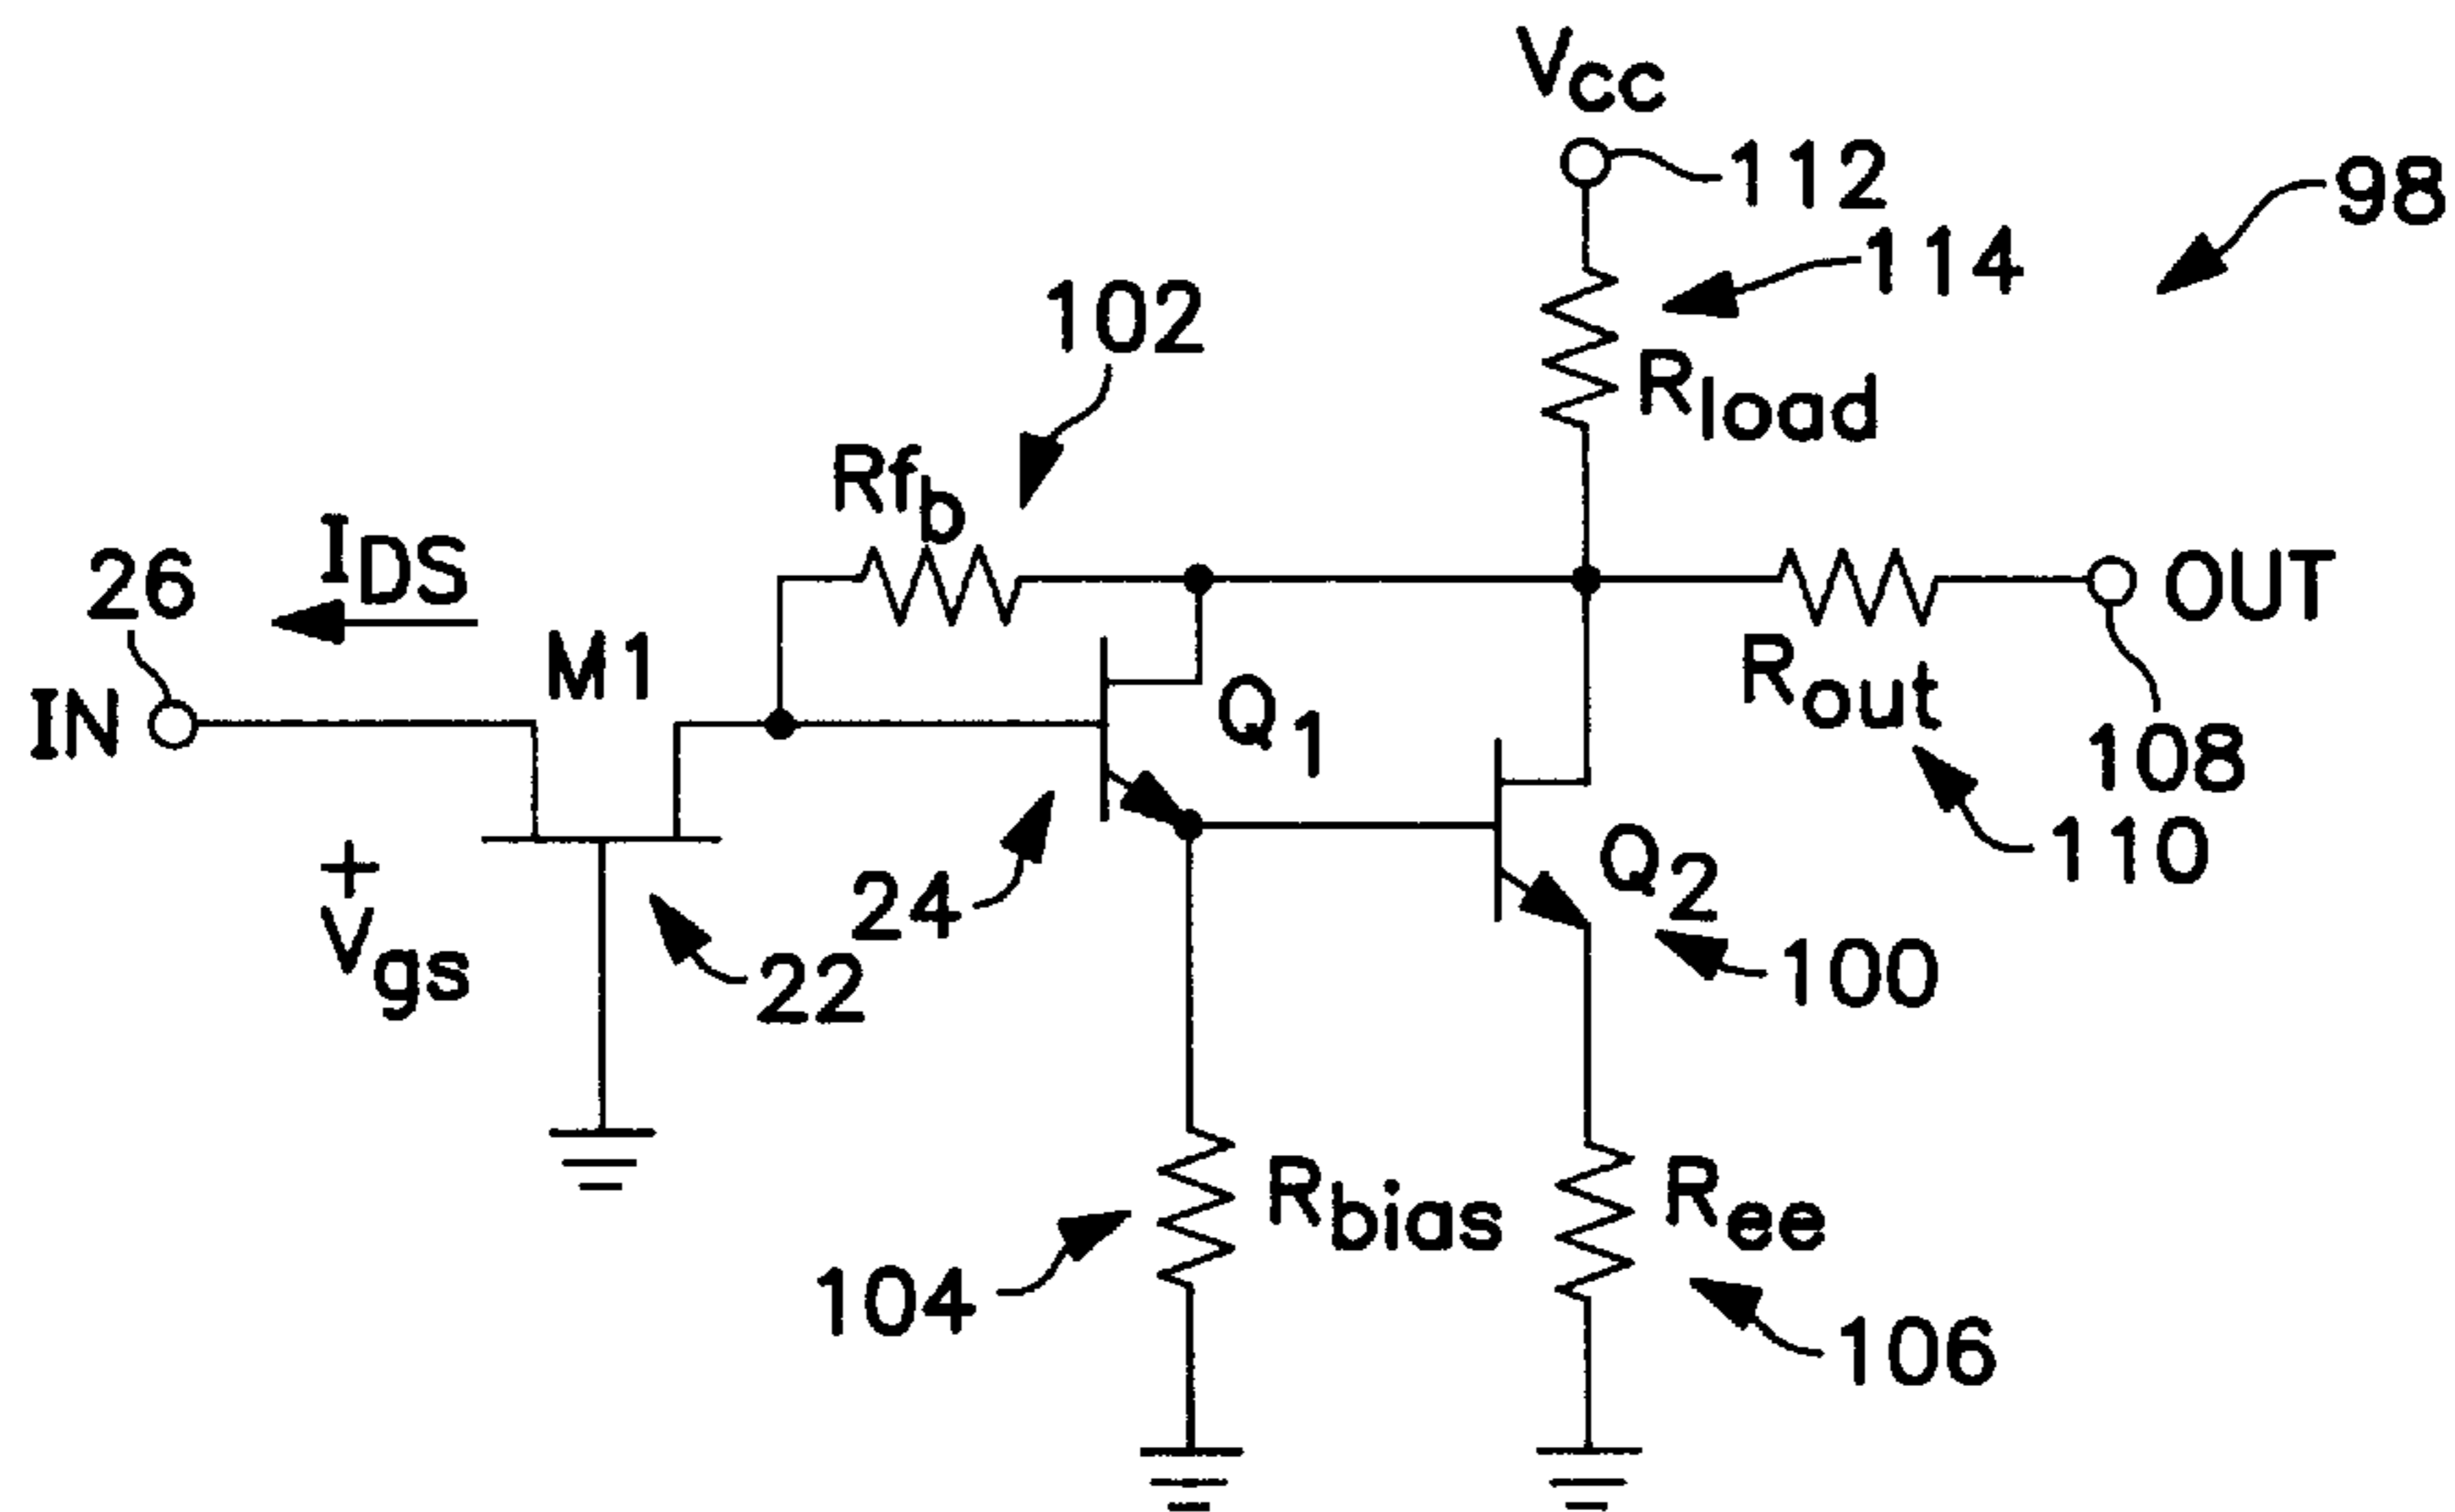 Vcc
112
98
114
102
Rload
Rfb
IDS
26
OUT
M1
Rout
IN
Q1
108
110
+
Vgs
24
Q2
22
100
Rbias
Ree
104
106